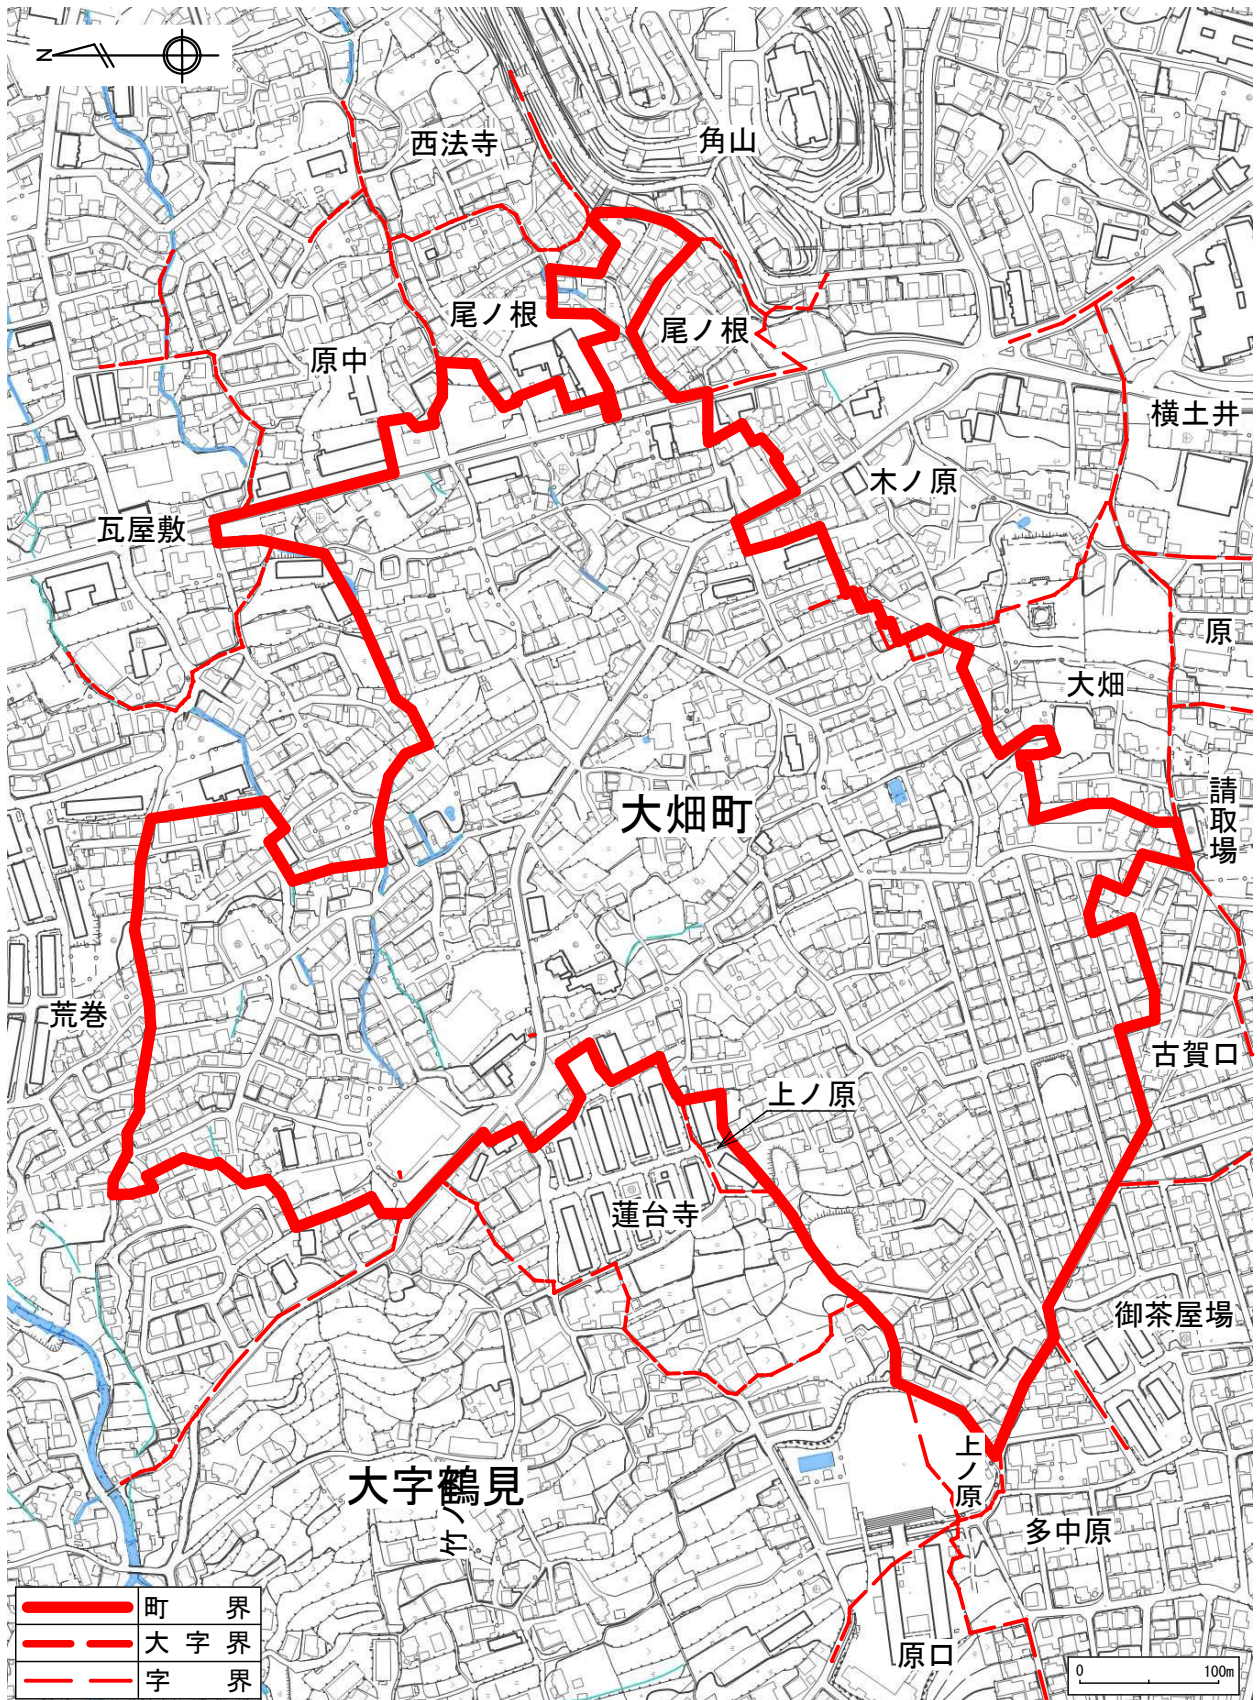 N
西法寺
角山
尾ノ根
尾ノ根
原中
横土井
木ノ原
瓦屋敷
原
大畑
大畑町
請取場
荒巻
古賀口
上ノ原
蓮台寺
御茶屋場
上ノ原
大字鶴見
竹ノ
多中原
原口
町界
大字界
字界
0 100m